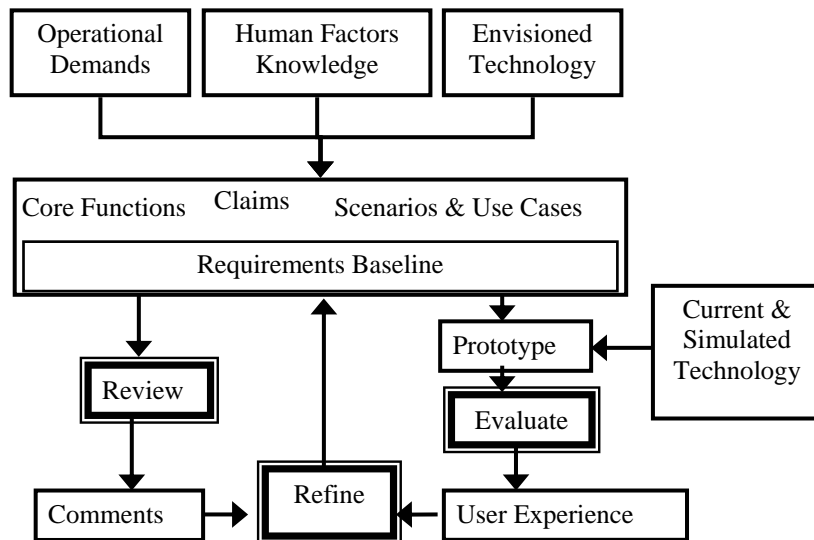 Operational
Demands
Human Factors
Knowledge
Envisioned
Technology
Core Functions
Claims
Scenarios & Use Cases
Requirements Baseline
Current &
Simulated
Technology
Prototype
Review
Evaluate
Refine
Comments
User Experience